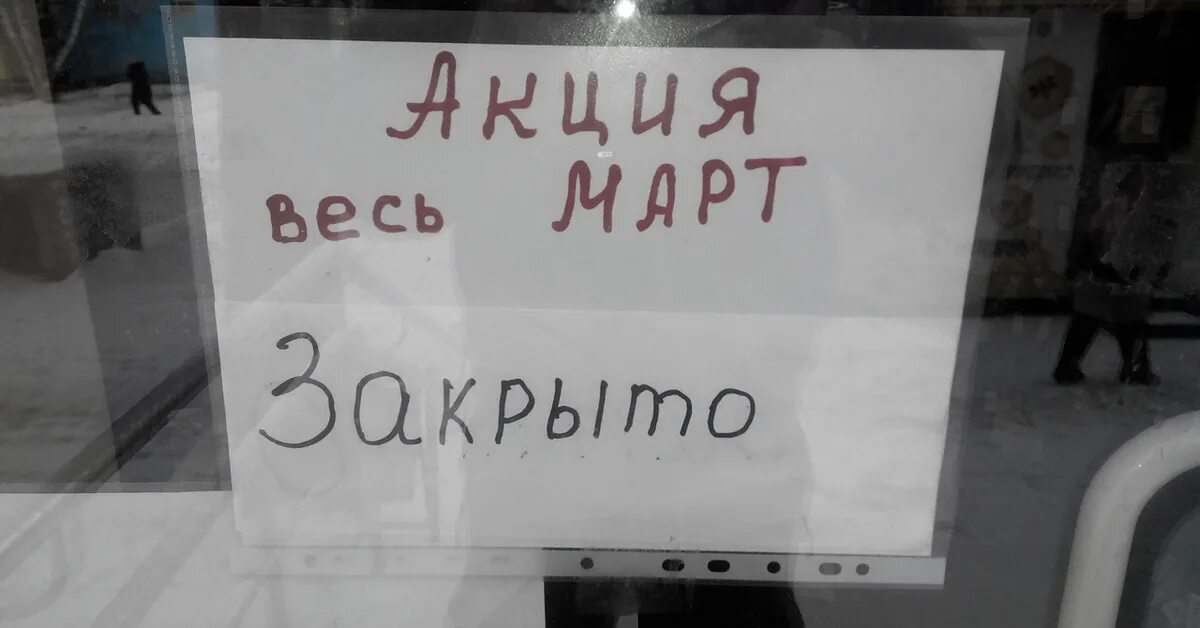 Акция
весь МАРТ
Закрыто